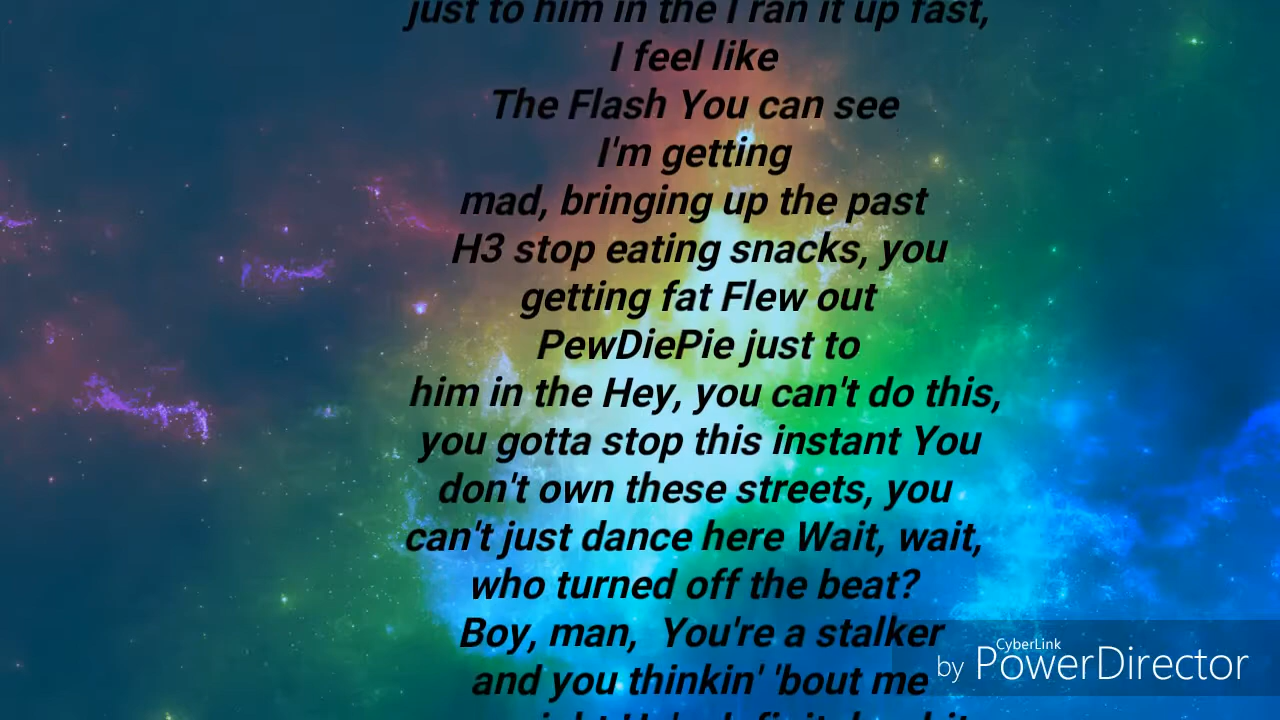 just to him in the I ran it up fast,
I feel like
The Flash You can see
I'm getting
mad, bringing up the past
H3 stop eating snacks, you
getting fat Flew out
PewDiePie just to
him in the Hey, you can't do this,
you gotta stop this instant You
don't own these streets, you
can't just dance here Wait, wait,
who turned off the beat?
Boy, man,  You're a stalker
and you thinkin' 'bout me
CyberLink
by PowerDirector